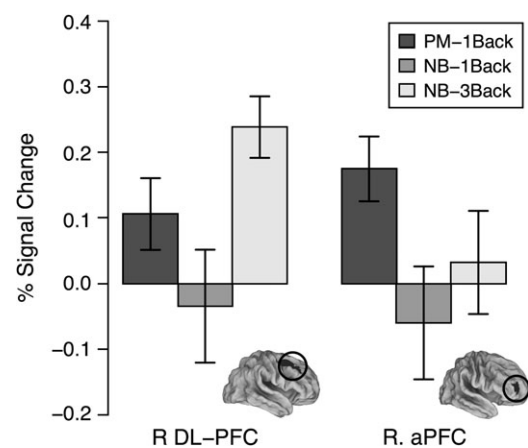 % Signal Change
0.4
0.3
0.2
0.1
0.0
−0.1
−0.2
PM−1Back
NB−1Back
NB−3Back
R DL−PFC
R. aPFC